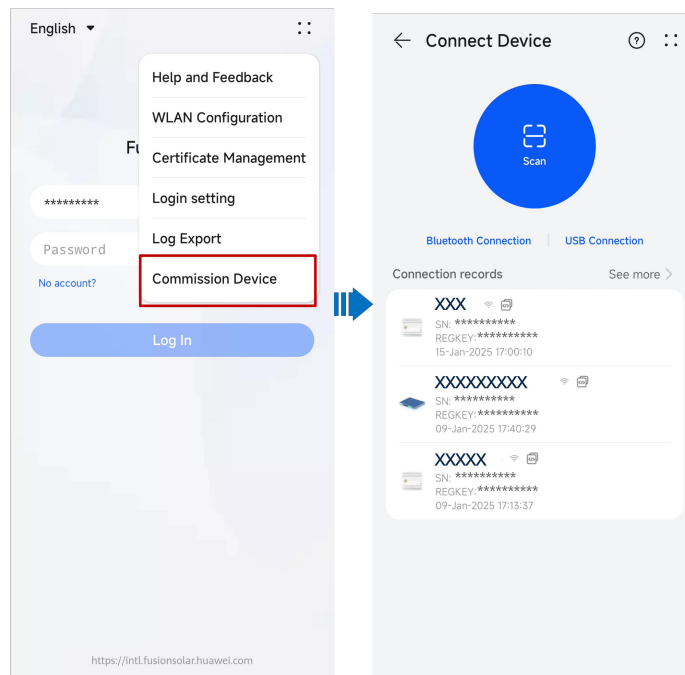 English
Help and Feedback
WLAN Configuration
Fu
Certificate Management
*********
Login setting
Password
Log Export
No account?
Commission Device
Log In
https://intl.fusionsolar.huawei.com
Connect Device
Scan
Bluetooth Connection
USB Connection
Connection records
See more
XXX
SN: **********
REGKEY:**********
15-Jan-2025 17:00:10
XXXXXXXXX
SN: **********
REGKEY:**********
09-Jan-2025 17:40:29
XXXXX
SN: **********
REGKEY:**********
09-Jan-2025 17:13:37